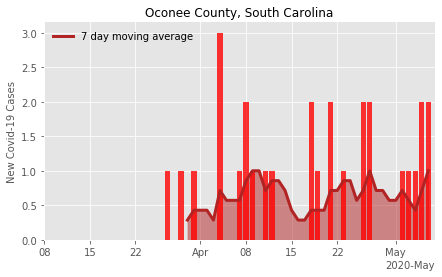 Oconee County, South Carolina
7 day moving average
New Covid-19 Cases
3.0
2.5
2.0
1.5
1.0
0.5
0.0
08 15 22 Apr 08 15 22 May
2020-May